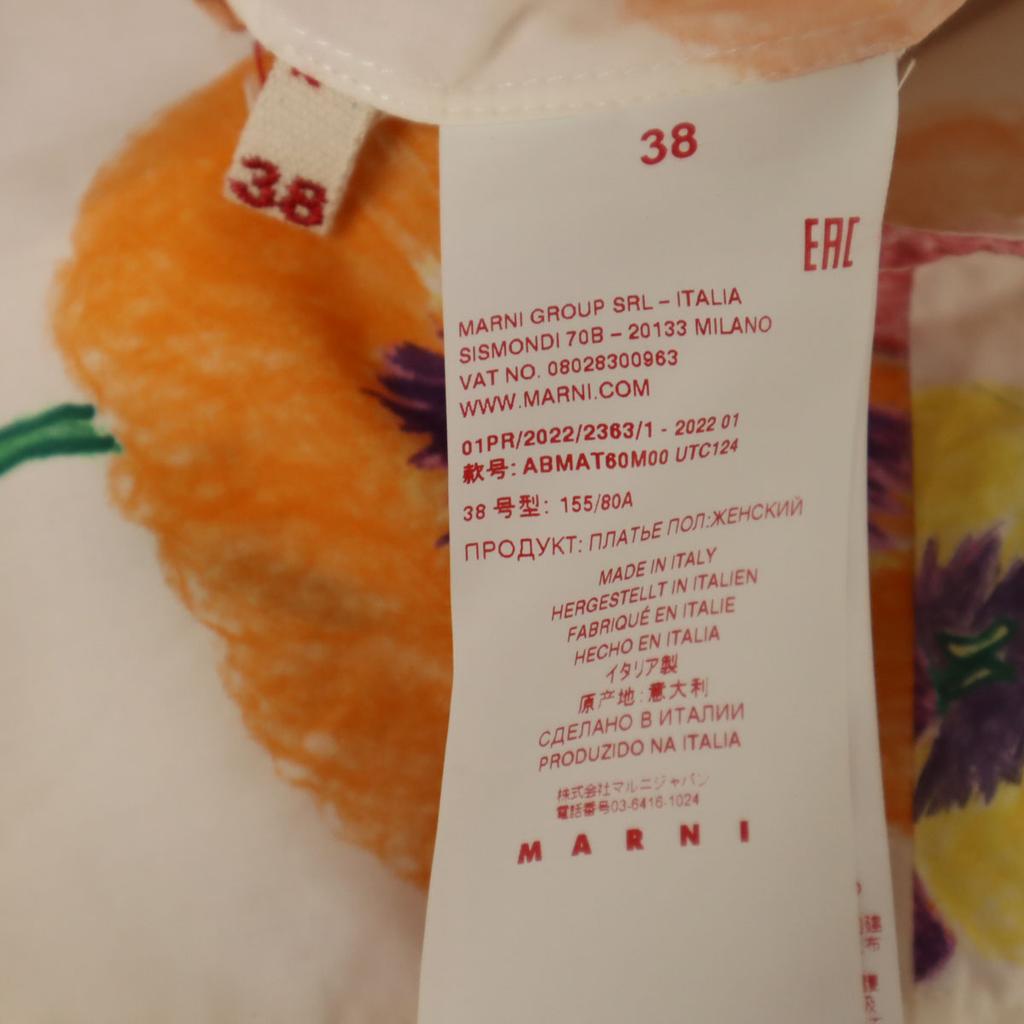 38
38
EAC
MARNI GROUP SRL – ITALIA
SISMONDI 70B – 20133 MILANO
VAT NO. 08028300963
WWW.MARNI.COM
01PR/2022/2363/1 - 2022 01
款号: ABMAT60M00 UTC124
38 号型: 155/80A
ПРОДУКТ: ПЛАТЬЕ ПОЛ:ЖЕНСКИЙ
MADE IN ITALY
HERGESTELLT IN ITALIEN
FABRIQUÉ EN ITALIE
HECHO EN ITALIA
イタリア製
原产地: 意大利
СДЕЛАНО В ИТАЛИИ
PRODUZIDO NA ITALIA
株式会社マルニジャパン
電話番号03-6416-1024
MARNI